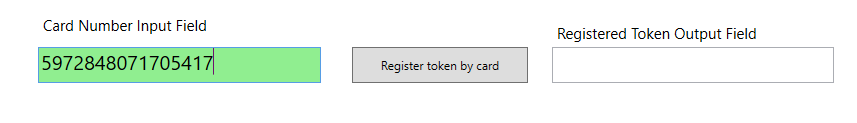 Card Number Input Field
Registered Token Output Field
5972848071705417
Register token by card